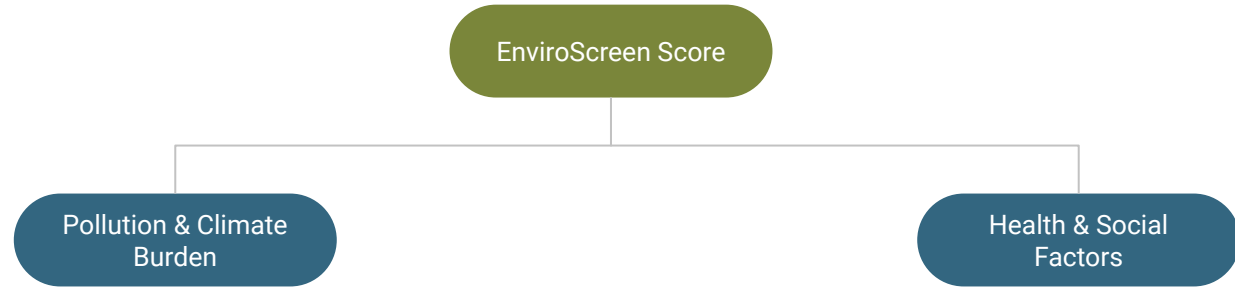 EnviroScreen Score
Pollution & Climate
Burden
Health & Social
Factors